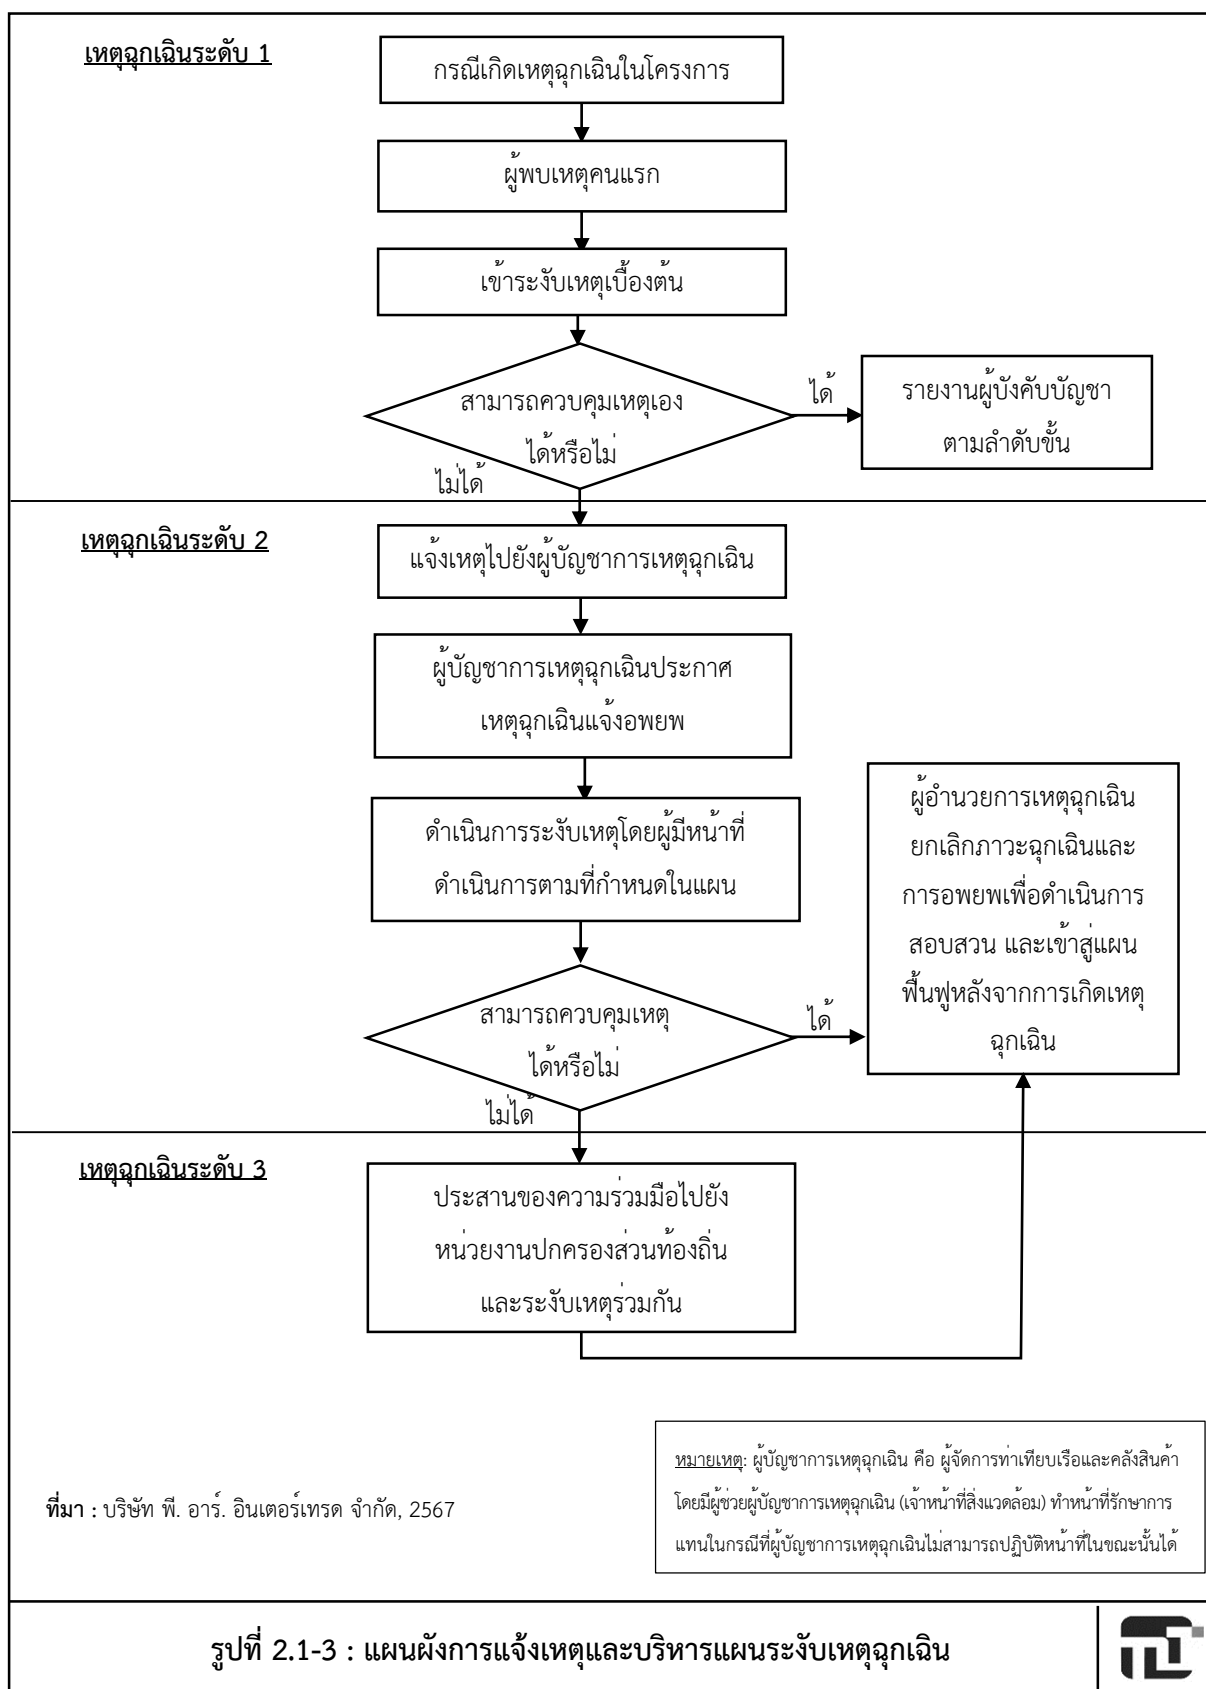 เหตุฉุกเฉินระดับ 1
กรณีเกิดเหตุฉุกเฉินในโครงการ
ผู้พบเหตุคนแรก
เข้าระงับเหตุเบื้องต้น
สามารถควบคุมเหตุเอง
ได้หรือไม่
ได้
รายงานผู้บังคับบัญชา
ตามลำดับขั้น
ไม่ได้
เหตุฉุกเฉินระดับ 2
แจ้งเหตุไปยังผู้บัญชาการเหตุฉุกเฉิน
ผู้บัญชาการเหตุฉุกเฉินประกาศ
เหตุฉุกเฉินแจ้งอพยพ
ดำเนินการระงับเหตุโดยผู้มีหน้าที่
ดำเนินการตามที่กำหนดในแผน
สามารถควบคุมเหตุ
ได้หรือไม่
ได้
ผู้อำนวยการเหตุฉุกเฉิน
ยกเลิกภาวะฉุกเฉินและ
การอพยพเพื่อดำเนินการ
สอบสวน และเข้าสู่แผน
ฟื้นฟูหลังจากการเกิดเหตุ
ฉุกเฉิน
ไม่ได้
เหตุฉุกเฉินระดับ 3
ประสานของความร่วมมือไปยัง
หน่วยงานปกครองส่วนท้องถิ่น
และระงับเหตุร่วมกัน
หมายเหตุ: ผู้บัญชาการเหตุฉุกเฉิน คือ ผู้จัดการท่าเทียบเรือและคลังสินค้า
โดยมีผู้ช่วยผู้บัญชาการเหตุฉุกเฉิน (เจ้าหน้าที่สิ่งแวดล้อม) ทำหน้าที่รักษาการ
แทนในกรณีที่ผู้บัญชาการเหตุฉุกเฉินไม่สามารถปฏิบัติหน้าที่ในขณะนั้นได้
ที่มา : บริษัท พี. อาร์. อินเตอร์เทรด จำกัด, 2567
รูปที่ 2.1-3 : แผนผังการแจ้งเหตุและบริหารแผนระงับเหตุฉุกเฉิน